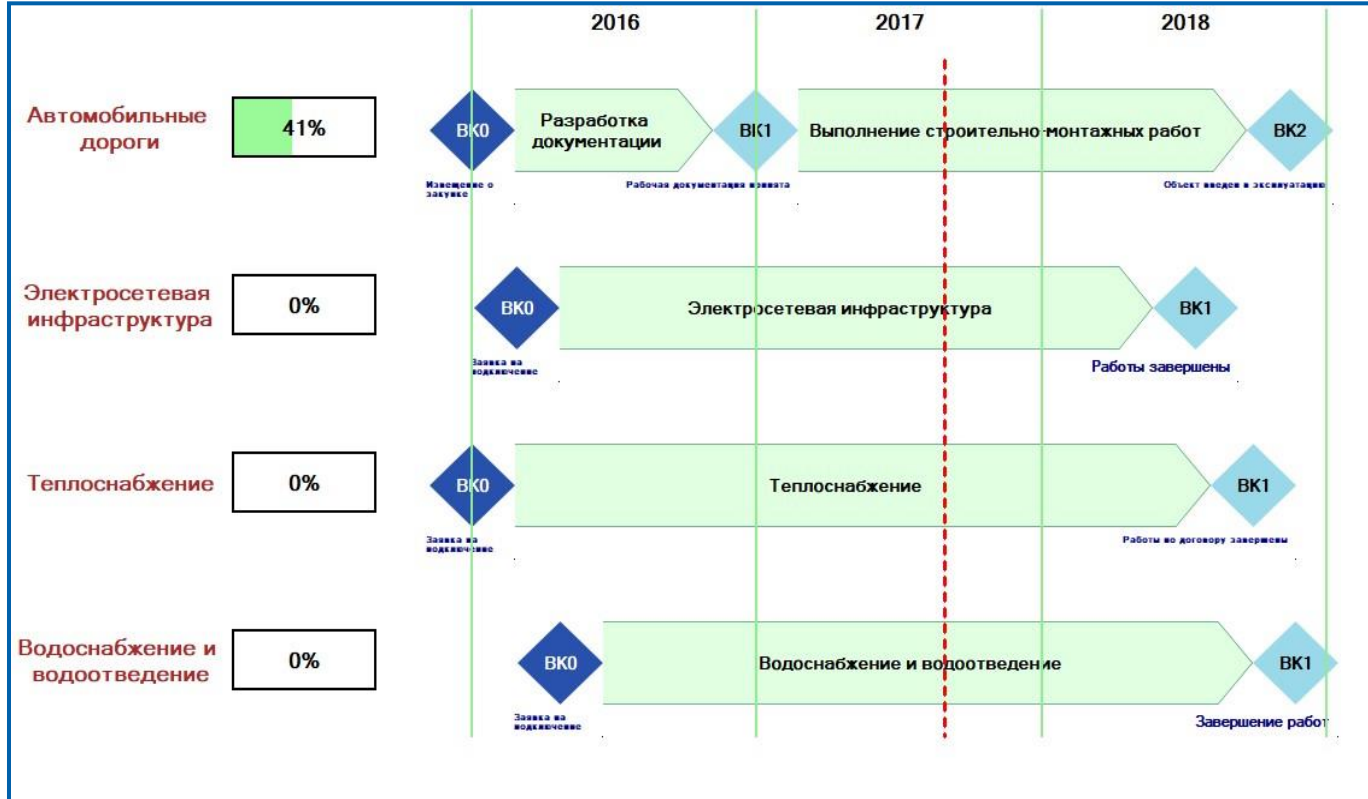 2016
2017
2018
Автомобильные
дороги
41%
ВК0
Разработка
документации
ВК1
Выполнение строительно-монтажных работ
ВК2
Извещение о
закупке
Рабочая документация принята
Объект введен в эксплуатацию
Электросетевая
инфраструктура
0%
ВК0
Электросетевая инфраструктура
ВК1
Заявка на
подключение
Работы завершены
Теплоснабжение
0%
ВК0
Теплоснабжение
ВК1
Заявка на
подключение
Работы по договору завершены
Водоснабжение и
водоотведение
0%
ВК0
Водоснабжение и водоотведение
ВК1
Заявка на
подключение
Завершение работ